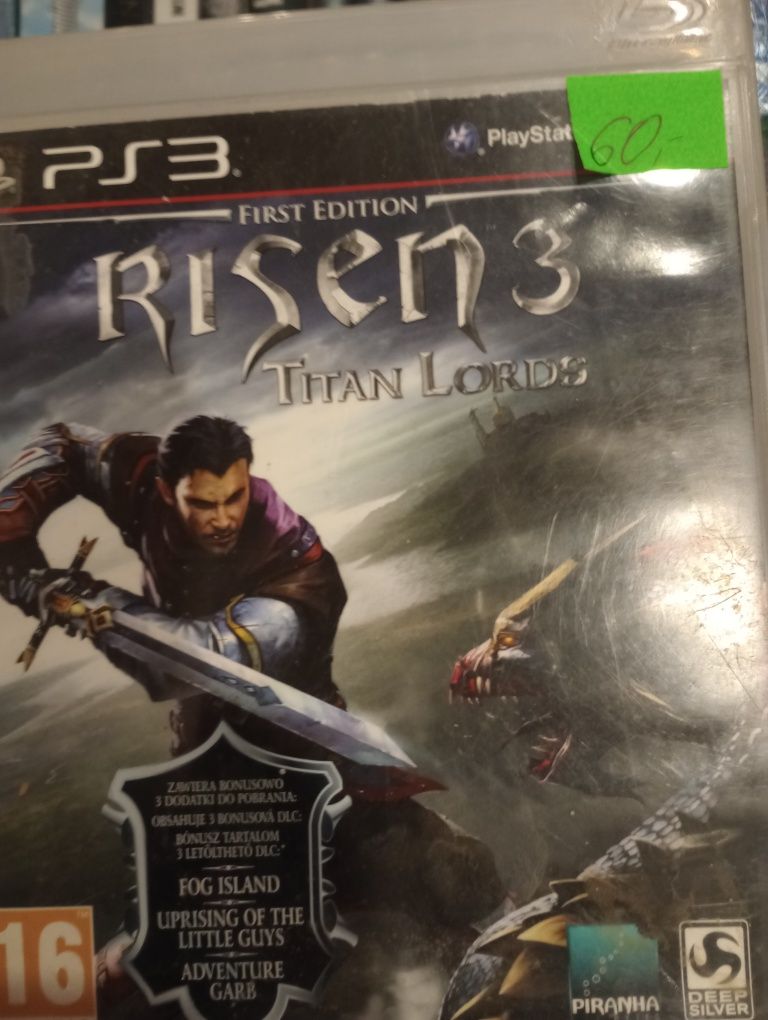 PS3
PlayStat
60,-
FIRST EDITION
RISEN 3
TITAN LORDS
ZAWIERA BONUSOWO
3 DODATKI DO POBRANIA:
OBSAHUJE 3 BONUSOVÁ DLC:
BÓNUSZ TARTALOM
3 LETÖLTHETŐ DLC:*
FOG ISLAND
UPRISING OF THE
LITTLE GUYS
ADVENTURE
GARB
16
PIRANHA
DEEP
SILVER